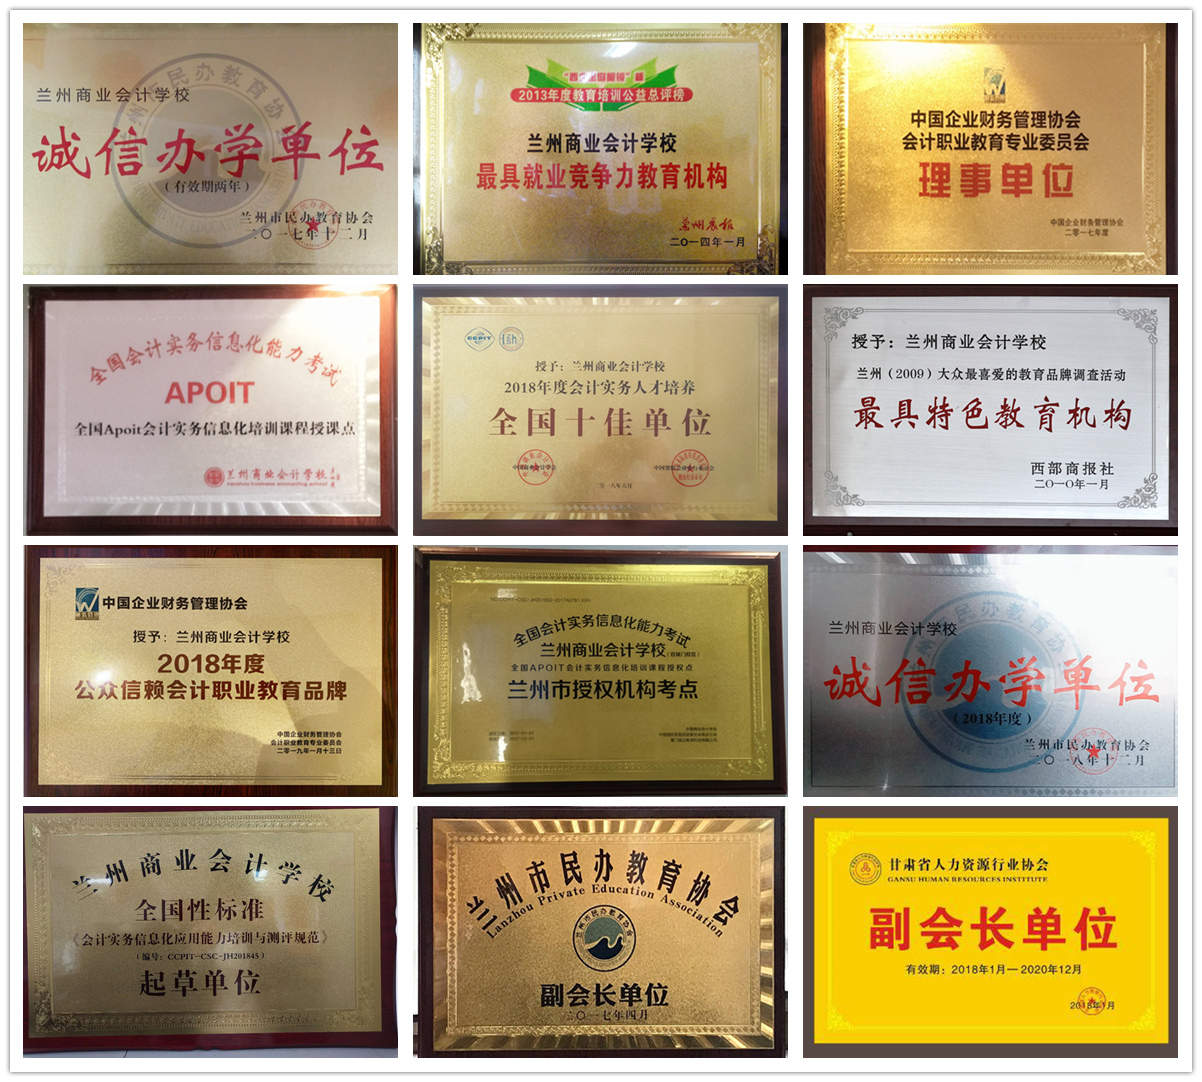 兰州商业会计学校
诚信办学单位
(有效期两年)
兰州市民办教育协会
二〇一七年十二月
2013年度教育培训公益总评榜
兰州商业会计学校
最具就业竞争力教育机构
兰州晨报
二〇一四年一月
中国企业财务管理协会
会计职业教育专业委员会
理事单位
中国企业财务管理协会
二零一七年度
全国会计实务信息化能力考试
APOIT
全国Apoit会计实务信息化培训课程授课点
兰州商业会计学校
CCPIT
授予：兰州商业会计学校
2018年度会计实务人才培养
全国十佳单位
授予：兰州商业会计学校
兰州（2009）大众最喜爱的教育品牌调查活动
最具特色教育机构
西部商报社
二〇一〇年一月
中国企业财务管理协会
授予：兰州商业会计学校
2018年度
公众信赖会计职业教育品牌
中国企业财务管理协会
会计职业教育专业委员会
二零一九年一月十三日
全国会计实务信息化能力考试
兰州商业会计学校
全国APOIT会计实务信息化培训课程授权点
兰州市授权机构考点
兰州商业会计学校
诚信办学单位
(2018年度)
兰州市民办教育协会
二〇一八年十二月
兰州商业会计学校
全国性标准
《会计实务信息化应用能力培训与测评规范》
(编号：CCPIT-CSC-JH201845)
起草单位
兰州市民办教育协会
Lanzhou Private Education Association
副会长单位
二〇一七年四月
甘肃省人力资源行业协会
GANSU HUMAN RESOURCES INSTITUTE
副会长单位
有效期：2018年1月—2020年12月
2018年1月